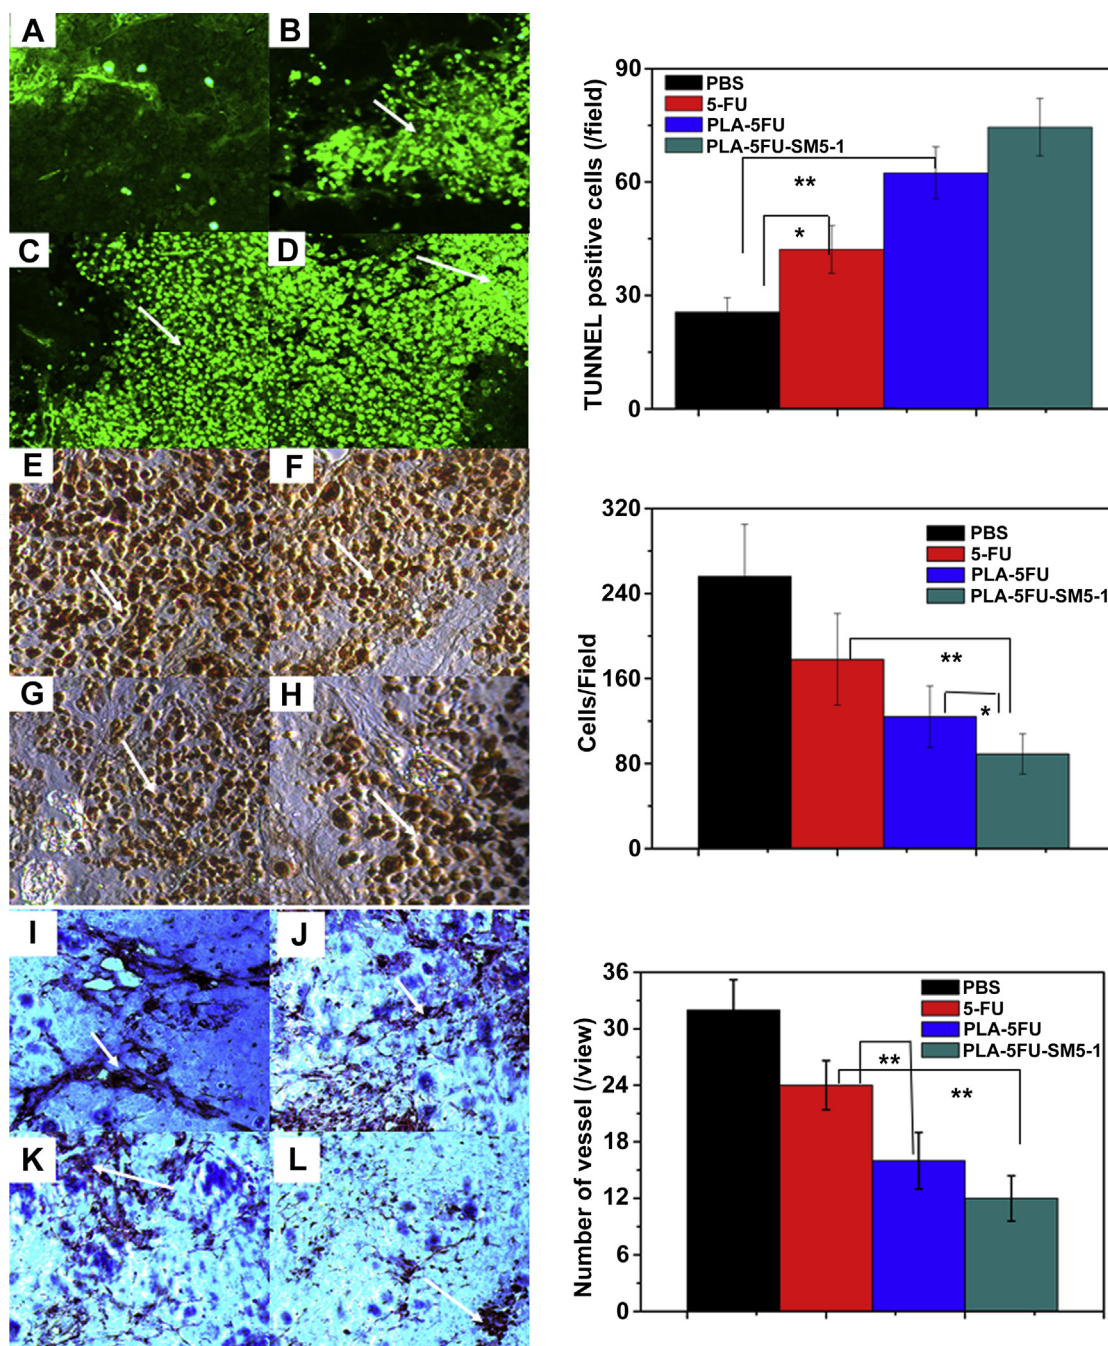 A
B
C
D
E
F
G
H
I
J
K
L
TUNNEL positive cells (/field)
90
60
30
0
PBS
5-FU
PLA-5FU
PLA-5FU-SM5-1
**
*
Cells/Field
320
240
160
80
0
PBS
5-FU
PLA-5FU
PLA-5FU-SM5-1
**
*
Number of vessel (/view)
36
30
24
18
12
6
0
PBS
5-FU
PLA-5FU
PLA-5FU-SM5-1
**
**